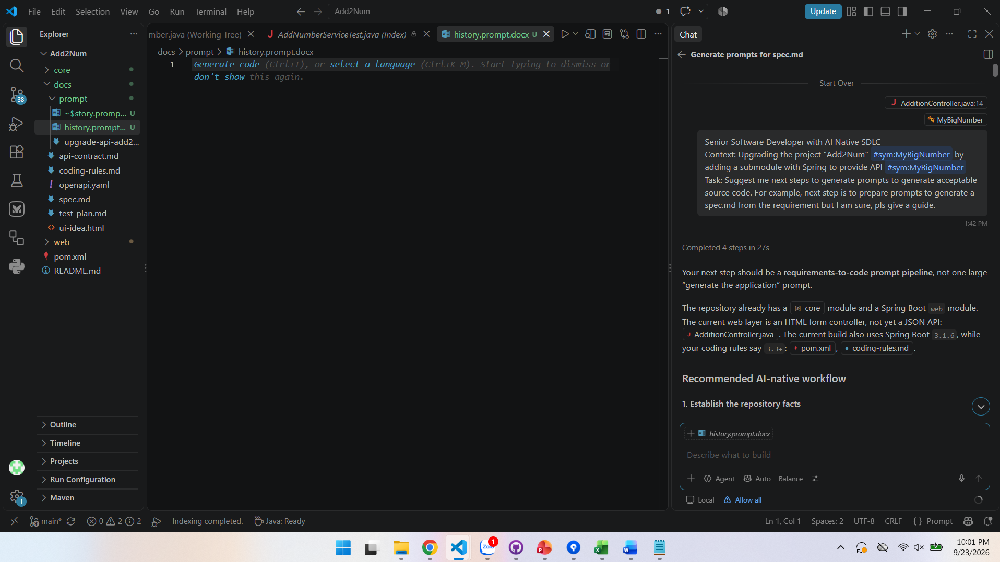 File Edit Selection View Go Run Terminal Help
Add2Num
1
Update
Explorer
Add2Num
core
docs
prompt
~$story.promp... U
history.prompt... U
upgrade-api-add2...
api-contract.md
coding-rules.md
openapi.yaml
spec.md
test-plan.md
ui-idea.html
web
pom.xml
README.md
Outline
Timeline
Projects
Run Configuration
Maven
38
1
mber.java (Working Tree)
AddNumberServiceTest.java (Index)
history.prompt.docx U
docs > prompt > history.prompt.docx
1 Generate code (Ctrl+I), or select a language (Ctrl+K M). Start typing to dismiss or
don't show this again.
Chat
Generate prompts for spec.md
Start Over
AdditionController.java:14
MyBigNumber
Senior Software Developer with AI Native SDLC
Context: Upgrading the project "Add2Num" #sym:MyBigNumber by
adding a submodule with Spring to provide API #sym:MyBigNumber
Task: Suggest me next steps to generate prompts to generate acceptable
source code. For example, next step is to prepare prompts to generate a
spec.md from the requirement but I am sure, pls give a guide.
1:42 PM
Completed 4 steps in 27s
Your next step should be a requirements-to-code prompt pipeline, not one large
“generate the application” prompt.
The repository already has a core module and a Spring Boot web module.
The current web layer is an HTML form controller, not yet a JSON API:
AdditionController.java. The current build also uses Spring Boot 3.1.6, while
your coding rules say 3.3+: pom.xml, coding-rules.md.
Recommended AI-native workflow
1. Establish the repository facts
history.prompt.docx
Describe what to build
Agent Auto Balance
Local Allow all
main* 0 2 2 Indexing completed. Java: Ready
Ln 1, Col 1 Spaces: 2 UTF-8 CRLF { } Prompt
Zalo
1
10:01 PM
9/23/2026